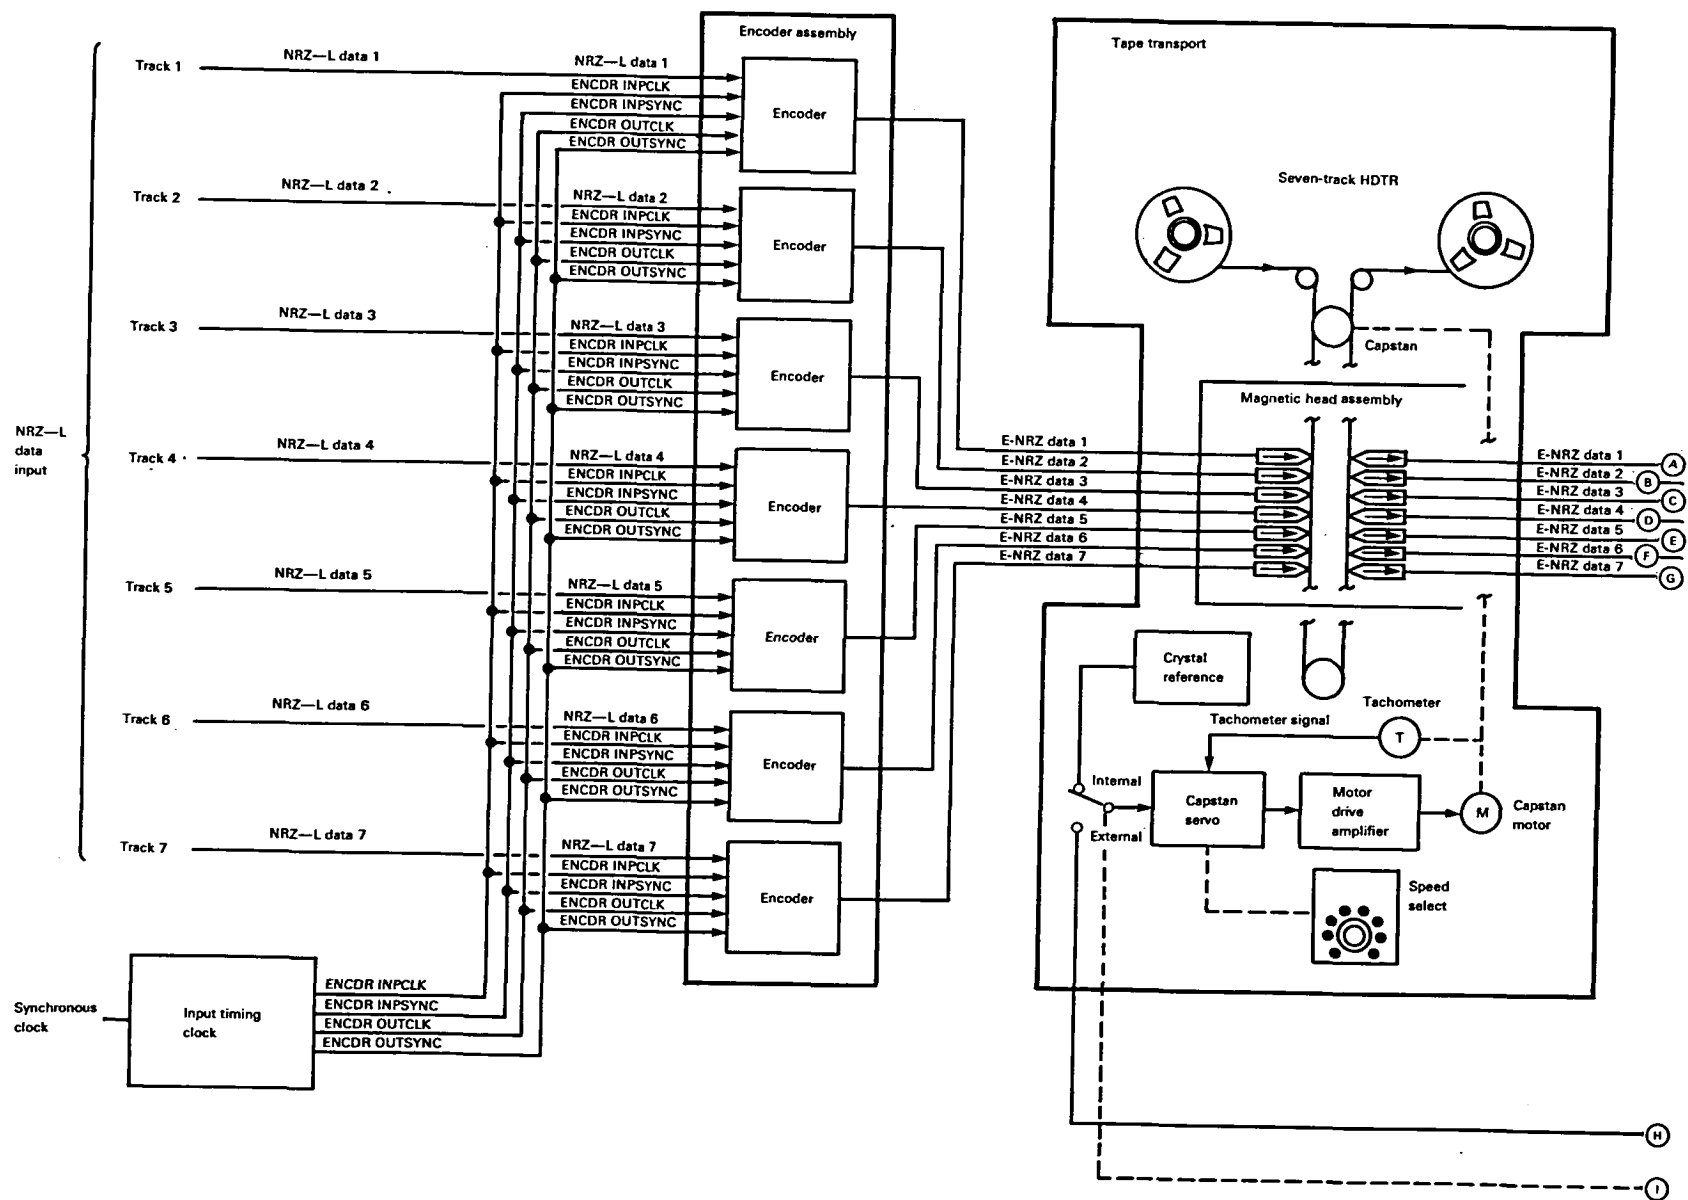 Encoder assembly
Track 1 NRZ—L data 1 NRZ—L data 1
ENCDR INPCLK
ENCDR INPSYNC
ENCDR OUTCLK
ENCDR OUTSYNC
Encoder
Track 2 NRZ—L data 2 NRZ—L data 2
ENCDR INPCLK
ENCDR INPSYNC
ENCDR OUTCLK
ENCDR OUTSYNC
Encoder
Track 3 NRZ—L data 3 NRZ—L data 3
ENCDR INPCLK
ENCDR INPSYNC
ENCDR OUTCLK
ENCDR OUTSYNC
Encoder
NRZ—L
data
input
Track 4 NRZ—L data 4 NRZ—L data 4
ENCDR INPCLK
ENCDR INPSYNC
ENCDR OUTCLK
ENCDR OUTSYNC
Encoder
Track 5 NRZ—L data 5 NRZ—L data 5
ENCDR INPCLK
ENCDR INPSYNC
ENCDR OUTCLK
ENCDR OUTSYNC
Encoder
Track 6 NRZ—L data 6 NRZ—L data 6
ENCDR INPCLK
ENCDR INPSYNC
ENCDR OUTCLK
ENCDR OUTSYNC
Encoder
Track 7 NRZ—L data 7 NRZ—L data 7
ENCDR INPCLK
ENCDR INPSYNC
ENCDR OUTCLK
ENCDR OUTSYNC
Encoder
Synchronous
clock
Input timing
clock
ENCDR INPCLK
ENCDR INPSYNC
ENCDR OUTCLK
ENCDR OUTSYNC
Tape transport
Seven-track HDTR
Capstan
Magnetic head assembly
E-NRZ data 1
E-NRZ data 2
E-NRZ data 3
E-NRZ data 4
E-NRZ data 5
E-NRZ data 6
E-NRZ data 7
E-NRZ data 1 A
E-NRZ data 2 B
E-NRZ data 3 C
E-NRZ data 4 D
E-NRZ data 5 E
E-NRZ data 6 F
E-NRZ data 7 G
Crystal
reference
Tachometer
Tachometer signal
T
Internal
External
Capstan
servo
Motor
drive
amplifier
M
Capstan
motor
Speed
select
H
I